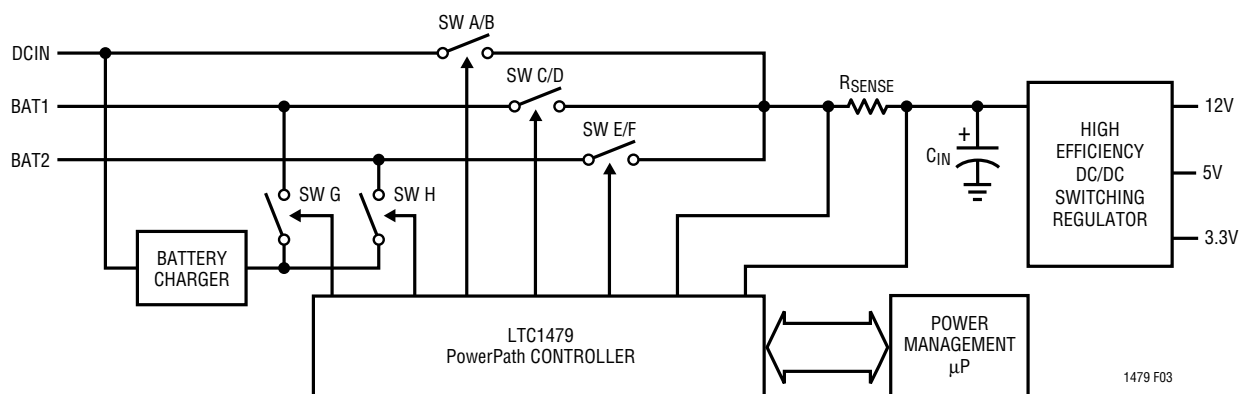 SW A/B
DCIN
SW C/D
BAT1
RSENSE
12V
SW E/F
BAT2
+
CIN
HIGH
EFFICIENCY
DC/DC
SWITCHING
REGULATOR
5V
3.3V
SW G
SW H
BATTERY
CHARGER
LTC1479
PowerPath CONTROLLER
POWER
MANAGEMENT
µP
1479 F03